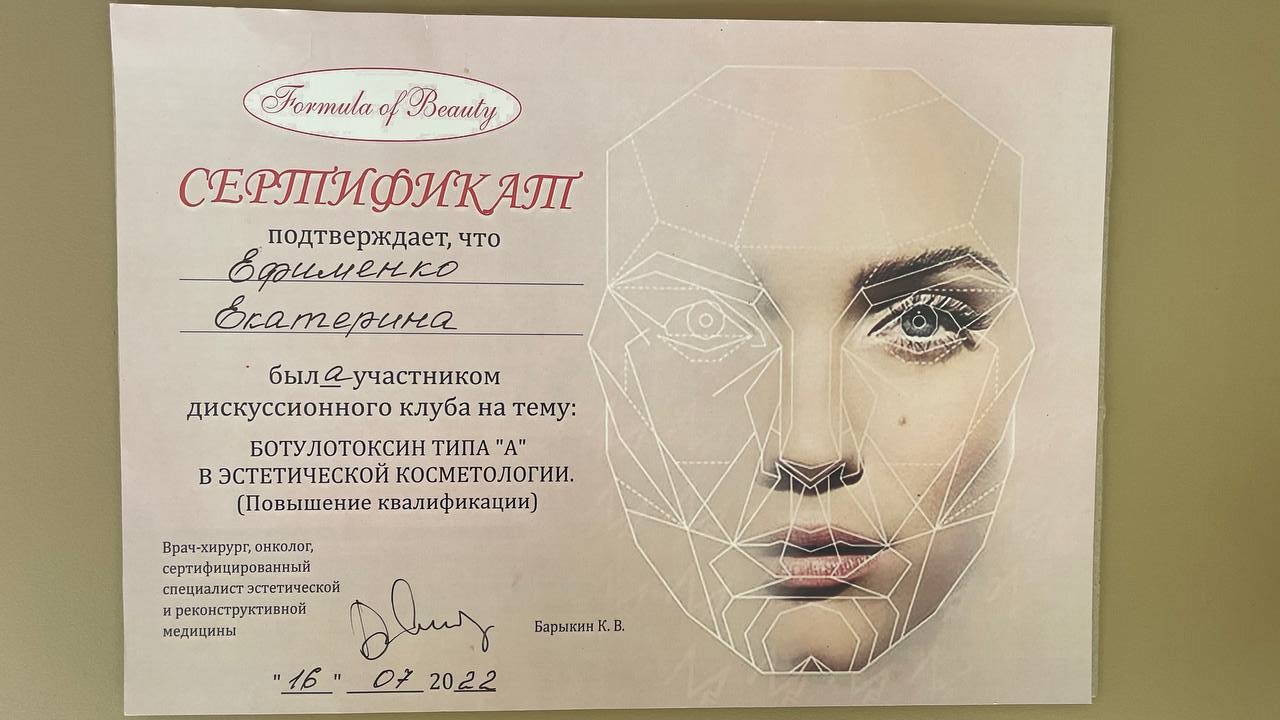 Formula of Beauty
СЕРТИФИКАТ
подтверждает, что
Ефименко
Екатерина
была участником
дискуссионного клуба на тему:
БОТУЛОТОКСИН ТИПА "А"
В ЭСТЕТИЧЕСКОЙ КОСМЕТОЛОГИИ.
(Повышение квалификации)
Врач-хирург, онколог,
сертифицированный
специалист эстетической
и реконструктивной
медицины
Барыкин К. В.
"16" 07 2022